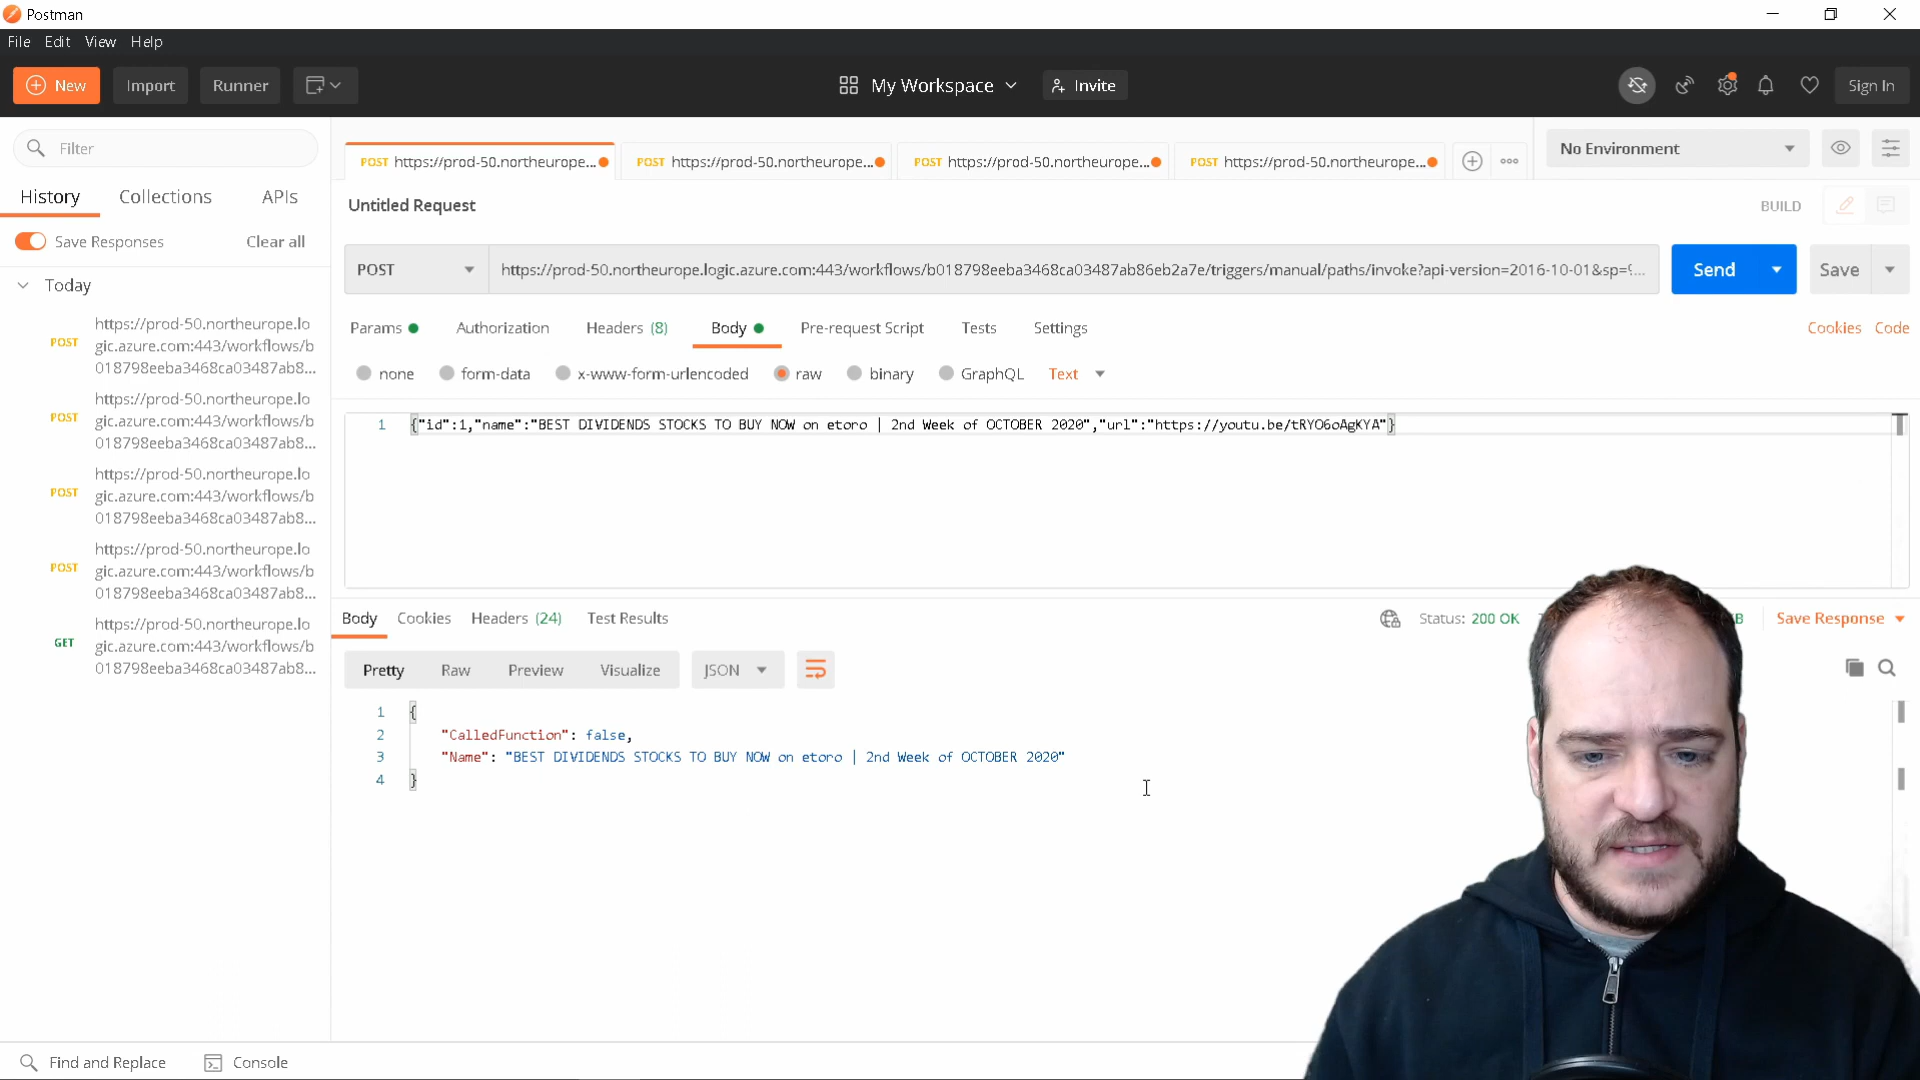 Postman
File Edit View Help
New Import Runner My Workspace Invite Sign In
Filter
History Collections APIs
Save Responses Clear all
Today
POST https://prod-50.northeurope.lo
gic.azure.com:443/workflows/b
018798eeba3468ca03487ab8...
POST https://prod-50.northeurope.lo
gic.azure.com:443/workflows/b
018798eeba3468ca03487ab8...
POST https://prod-50.northeurope.lo
gic.azure.com:443/workflows/b
018798eeba3468ca03487ab8...
POST https://prod-50.northeurope.lo
gic.azure.com:443/workflows/b
018798eeba3468ca03487ab8...
GET https://prod-50.northeurope.lo
gic.azure.com:443/workflows/b
018798eeba3468ca03487ab8...
POST https://prod-50.northeurope... POST https://prod-50.northeurope... POST https://prod-50.northeurope... POST https://prod-50.northeurope... No Environment
Untitled Request BUILD
POST https://prod-50.northeurope.logic.azure.com:443/workflows/b018798eeba3468ca03487ab86eb2a7e/triggers/manual/paths/invoke?api-version=2016-10-01&sp=... Send Save
Params Authorization Headers (8) Body Pre-request Script Tests Settings Cookies Code
none form-data x-www-form-urlencoded raw binary GraphQL Text
1 {"id":1,"name":"BEST DIVIDENDS STOCKS TO BUY NOW on etoro | 2nd Week of OCTOBER 2020","url":"https://youtu.be/tRYO6oAgKYA"}
Body Cookies Headers (24) Test Results Status: 200 OK B Save Response
Pretty Raw Preview Visualize JSON
1 {
2 "CalledFunction": false,
3 "Name": "BEST DIVIDENDS STOCKS TO BUY NOW on etoro | 2nd Week of OCTOBER 2020"
4 }
Find and Replace Console